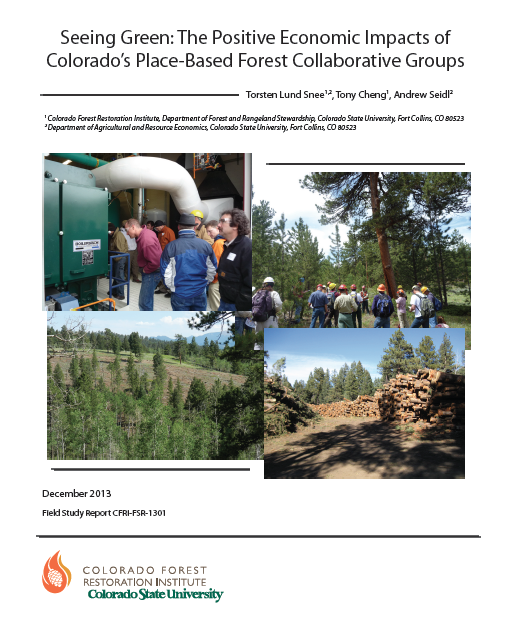 Seeing Green: The Positive Economic Impacts of
Colorado's Place-Based Forest Collaborative Groups
Torsten Lund Snee¹,², Tony Cheng¹, Andrew Seidl²
¹ Colorado Forest Restoration Institute, Department of Forest and Rangeland Stewardship, Colorado State University, Fort Collins, CO 80523
² Department of Agricultural and Resource Economics, Colorado State University, Fort Collins, CO 80523
December 2013
Field Study Report CFRI-FSR-1301
COLORADO FOREST
RESTORATION INSTITUTE
Colorado State University